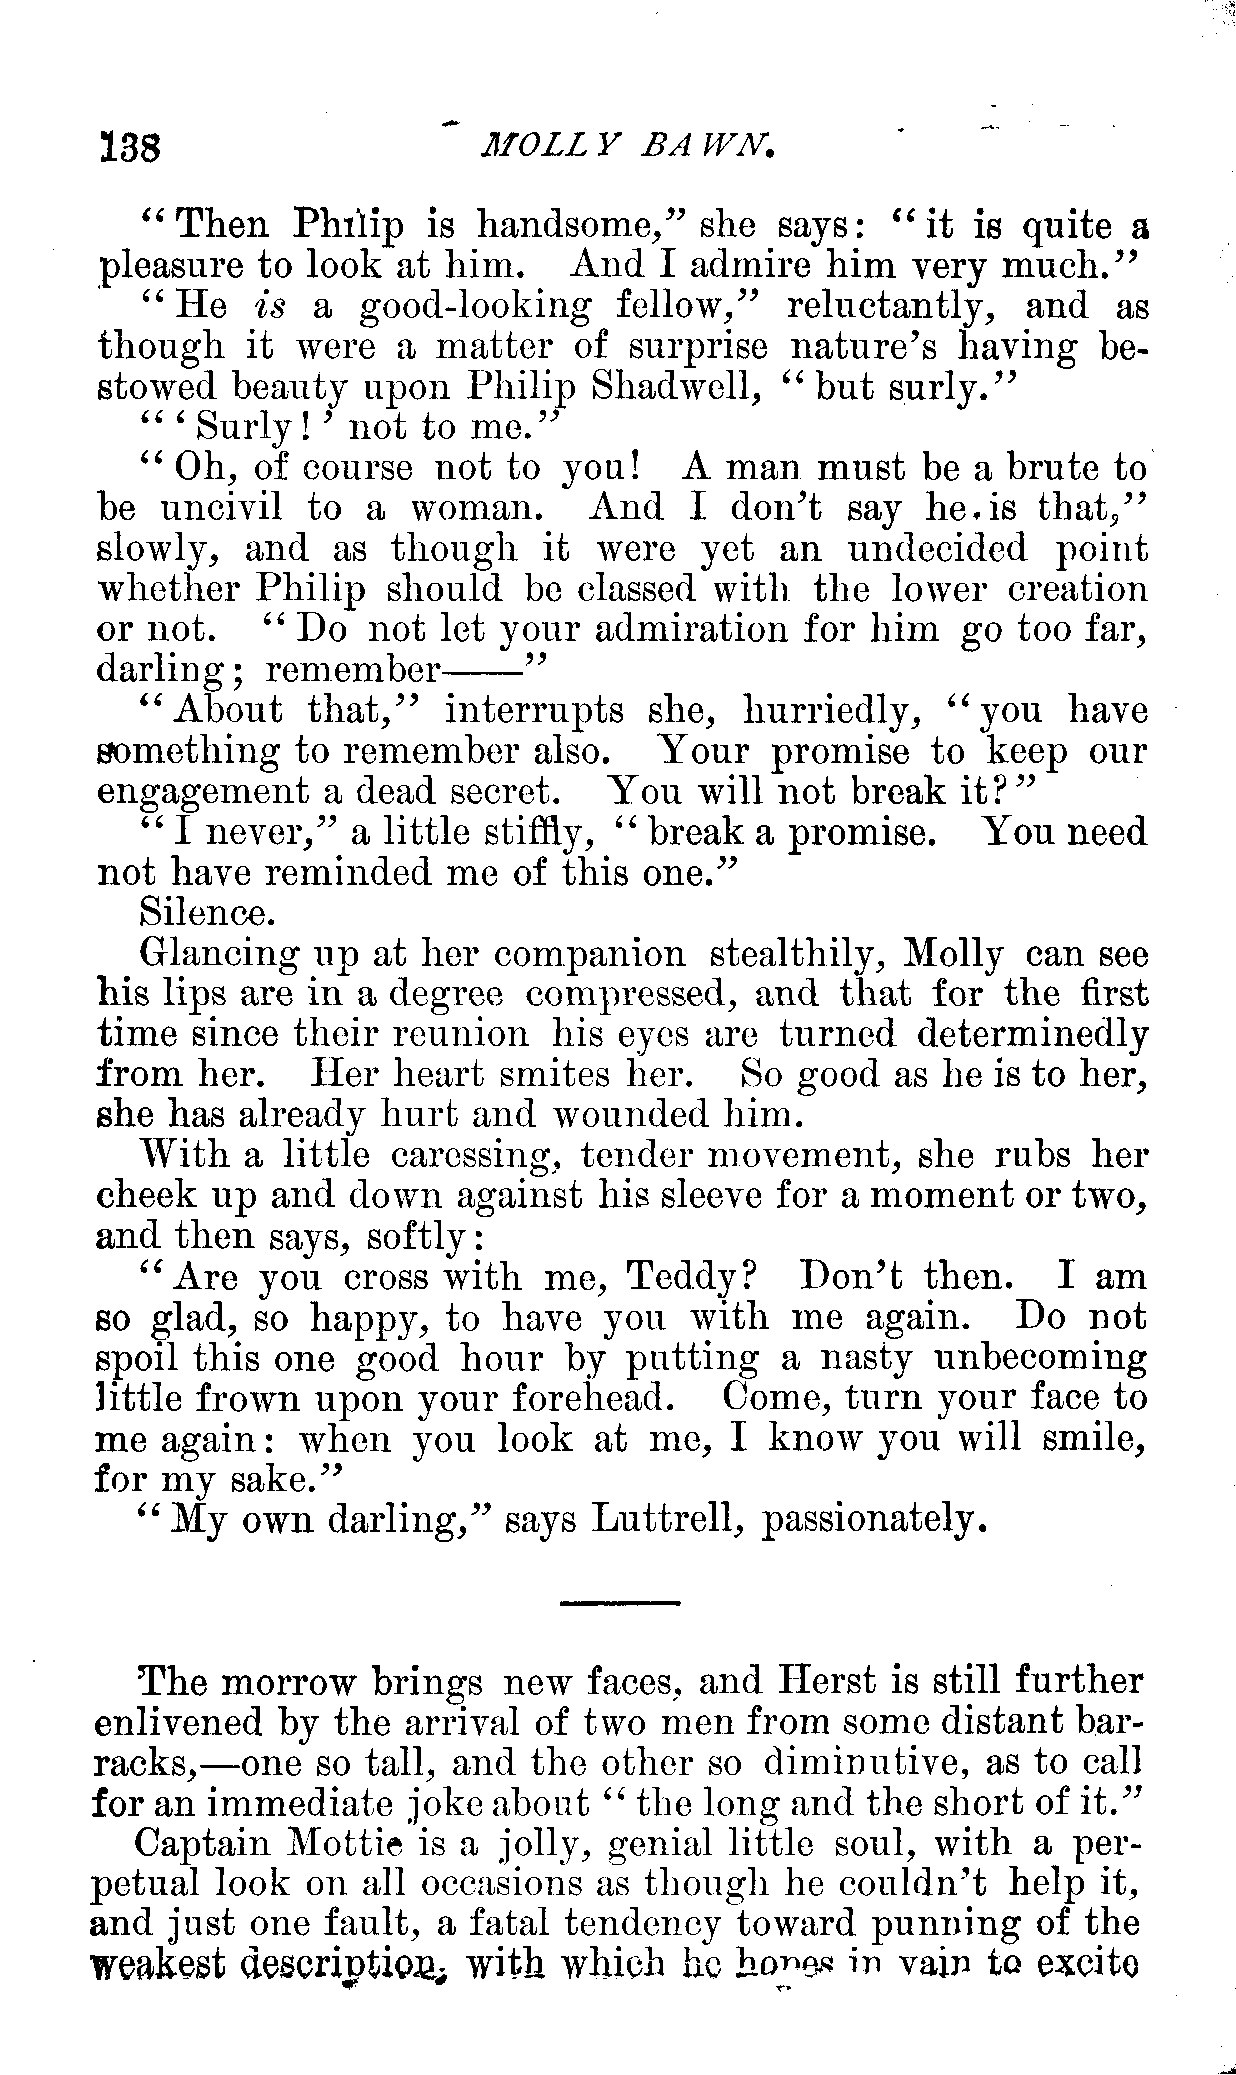 138 MOLLY BAWN.
“Then Philip is handsome,” she says: “it is quite a
pleasure to look at him. And I admire him very much.”
“He is a good-looking fellow,” reluctantly, and as
though it were a matter of surprise nature’s having be-
stowed beauty upon Philip Shadwell, “but surly.”
“‘Surly!’ not to me.”
“Oh, of course not to you! A man must be a brute to
be uncivil to a woman. And I don’t say he is that,”
slowly, and as though it were yet an undecided point
whether Philip should be classed with the lower creation
or not. “Do not let your admiration for him go too far,
darling; remember——”
“About that,” interrupts she, hurriedly, “you have
something to remember also. Your promise to keep our
engagement a dead secret. You will not break it?”
“I never,” a little stiffly, “break a promise. You need
not have reminded me of this one.”
Silence.
Glancing up at her companion stealthily, Molly can see
his lips are in a degree compressed, and that for the first
time since their reunion his eyes are turned determinedly
from her. Her heart smites her. So good as he is to her,
she has already hurt and wounded him.
With a little caressing, tender movement, she rubs her
cheek up and down against his sleeve for a moment or two,
and then says, softly:
“Are you cross with me, Teddy? Don’t then. I am
so glad, so happy, to have you with me again. Do not
spoil this one good hour by putting a nasty unbecoming
little frown upon your forehead. Come, turn your face to
me again: when you look at me, I know you will smile,
for my sake.”
“My own darling,” says Luttrell, passionately.
The morrow brings new faces, and Herst is still further
enlivened by the arrival of two men from some distant bar-
racks,—one so tall, and the other so diminutive, as to call
for an immediate joke about “the long and the short of it.”
Captain Mottie is a jolly, genial little soul, with a per-
petual look on all occasions as though he couldn’t help it,
and just one fault, a fatal tendency toward punning of the
weakest description, with which he hopes in vain to excite